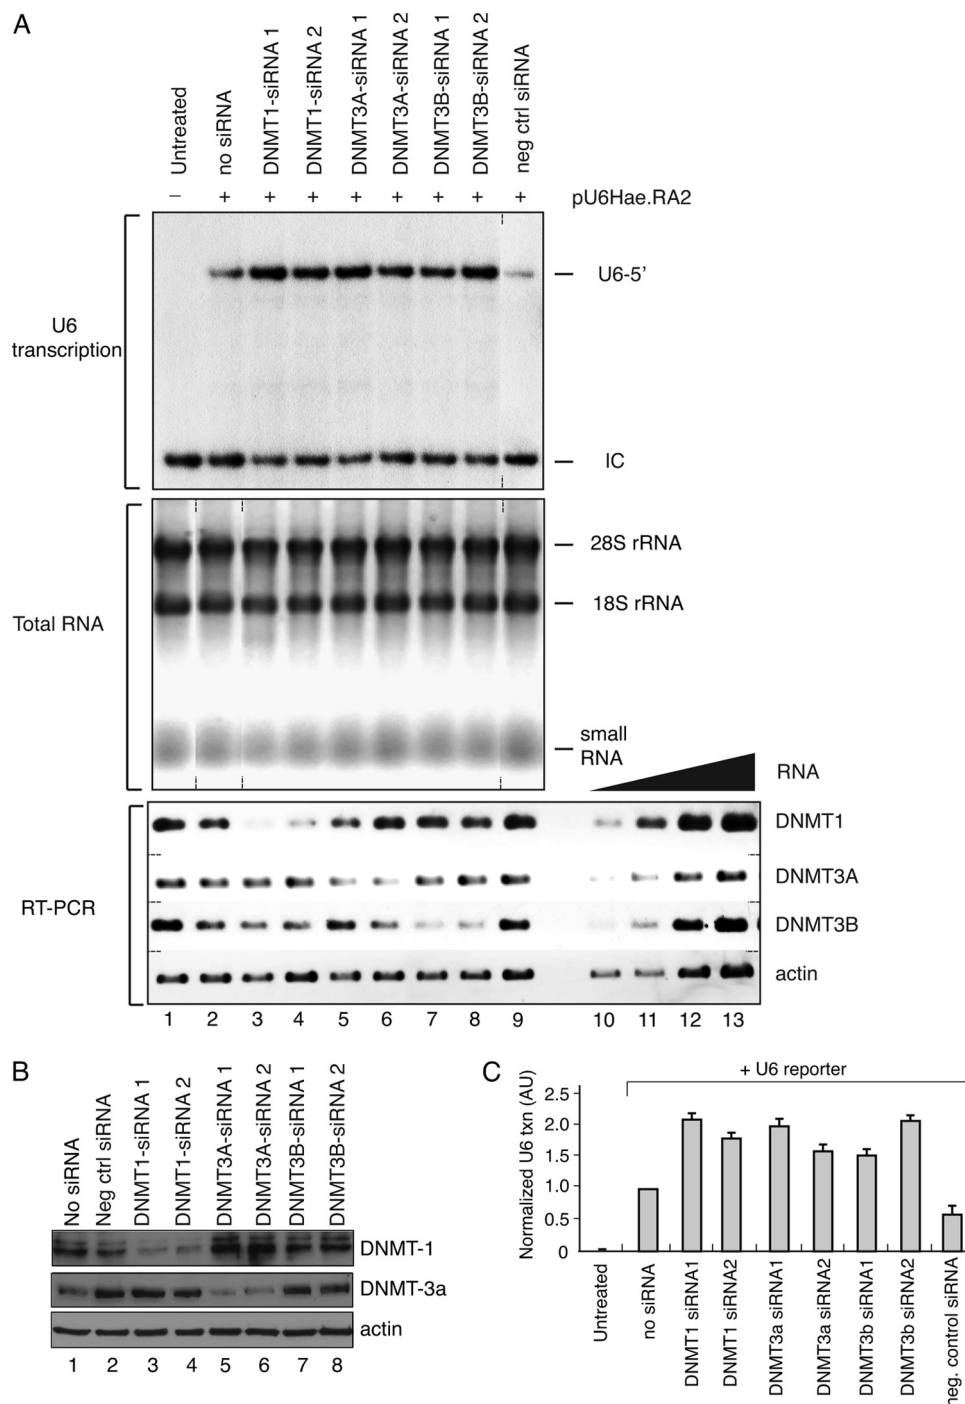 A
Untreated
no siRNA
DNMT1-siRNA 1
DNMT1-siRNA 2
DNMT3A-siRNA 1
DNMT3A-siRNA 2
DNMT3B-siRNA 1
DNMT3B-siRNA 2
neg ctrl siRNA
– + + + + + + + + pU6Hae.RA2
U6
transcription
U6-5'
IC
Total RNA
28S rRNA
18S rRNA
small
RNA
RNA
RT-PCR
DNMT1
DNMT3A
DNMT3B
actin
1 2 3 4 5 6 7 8 9 10 11 12 13
B
No siRNA
Neg ctrl siRNA
DNMT1-siRNA 1
DNMT1-siRNA 2
DNMT3A-siRNA 1
DNMT3A-siRNA 2
DNMT3B-siRNA 1
DNMT3B-siRNA 2
DNMT-1
DNMT-3a
actin
1 2 3 4 5 6 7 8
C
+ U6 reporter
Normalized U6 txn (AU)
2.5
2.0
1.5
1.0
0.5
0
Untreated
no siRNA
DNMT1 siRNA1
DNMT1 siRNA2
DNMT3a siRNA1
DNMT3a siRNA2
DNMT3b siRNA1
DNMT3b siRNA2
neg. control siRNA